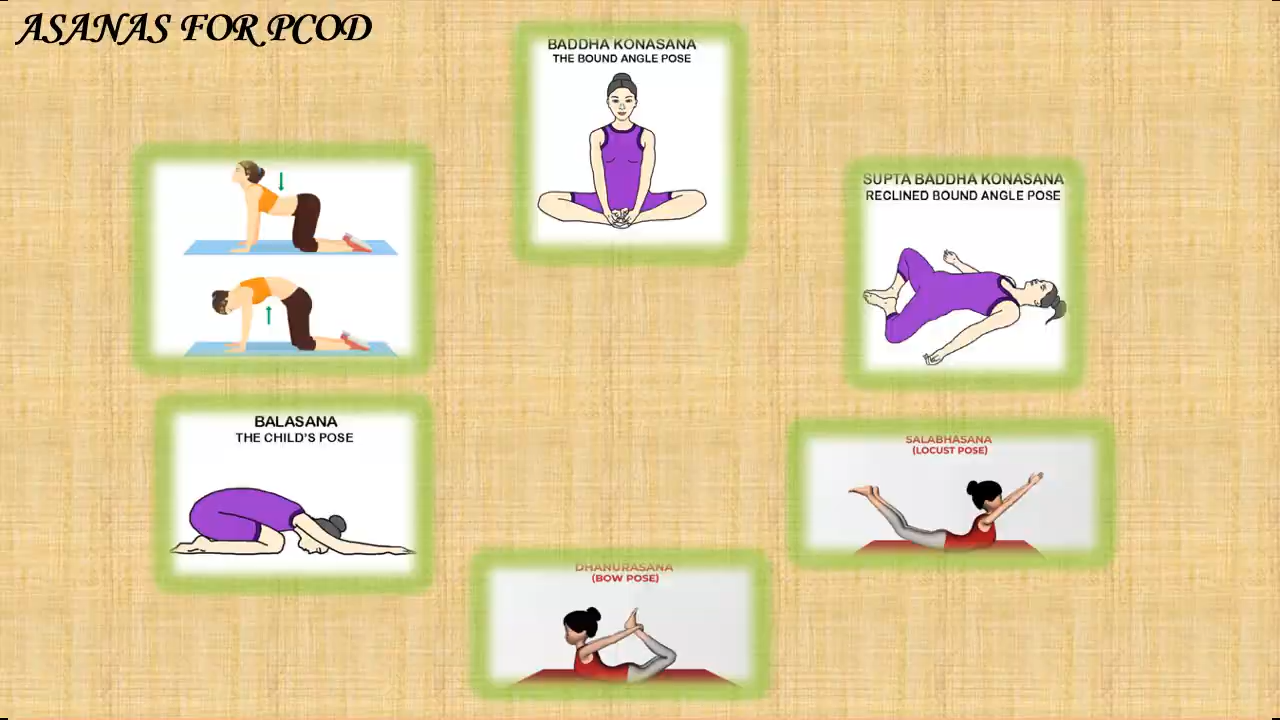 ASANAS FOR PCOD
BADDHA KONASANA
THE BOUND ANGLE POSE
SUPTA BADDHA KONASANA
RECLINED BOUND ANGLE POSE
BALASANA
THE CHILD'S POSE
SALABHASANA
(LOCUST POSE)
DHANURASANA
(BOW POSE)